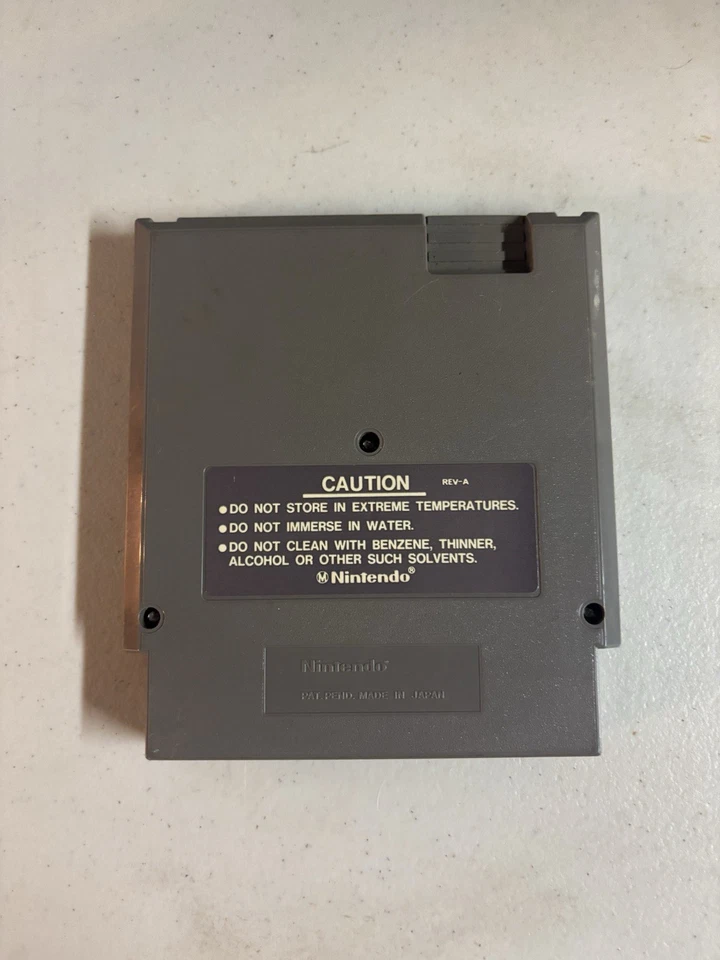 CAUTION REV-A
●DO NOT STORE IN EXTREME TEMPERATURES.
●DO NOT IMMERSE IN WATER.
●DO NOT CLEAN WITH BENZENE, THINNER,
ALCOHOL OR OTHER SUCH SOLVENTS.
Ⓜ Nintendo®
Nintendo®
PAT. PEND. MADE IN JAPAN